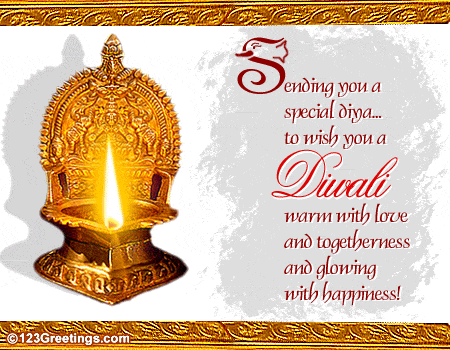 Sending you a
special diya...
to wish you a
Diwali
warm with love
and togetherness
and glowing
with happiness!
©123Greetings.com